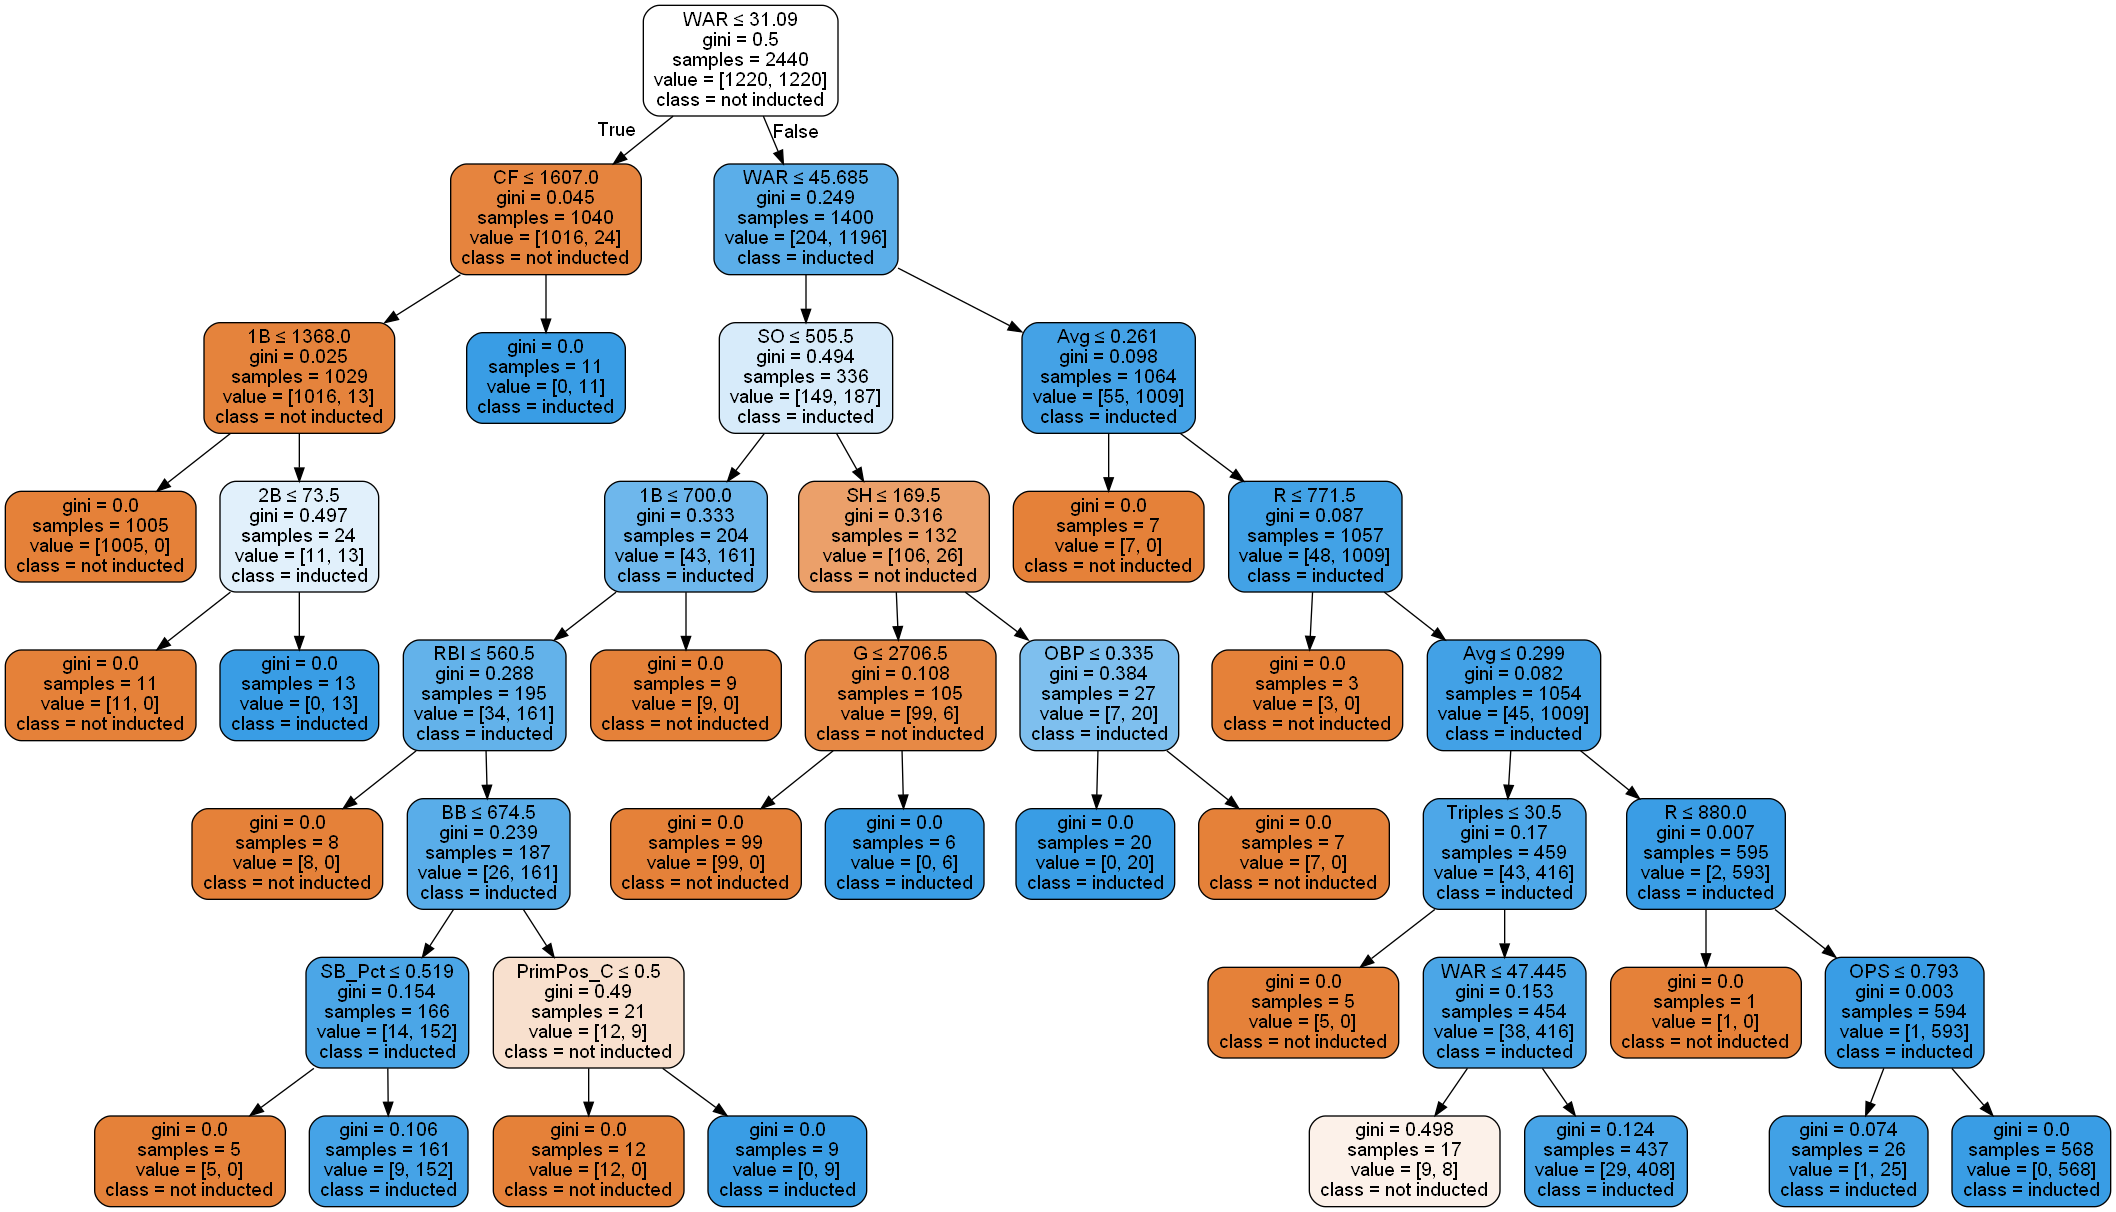 WAR ≤ 31.09
gini = 0.5
samples = 2440
value = [1220, 1220]
class = not inducted
True
False
CF ≤ 1607.0
gini = 0.045
samples = 1040
value = [1016, 24]
class = not inducted
WAR ≤ 45.685
gini = 0.249
samples = 1400
value = [204, 1196]
class = inducted
1B ≤ 1368.0
gini = 0.025
samples = 1029
value = [1016, 13]
class = not inducted
gini = 0.0
samples = 11
value = [0, 11]
class = inducted
SO ≤ 505.5
gini = 0.494
samples = 336
value = [149, 187]
class = inducted
Avg ≤ 0.261
gini = 0.098
samples = 1064
value = [55, 1009]
class = inducted
gini = 0.0
samples = 1005
value = [1005, 0]
class = not inducted
2B ≤ 73.5
gini = 0.497
samples = 24
value = [11, 13]
class = inducted
1B ≤ 700.0
gini = 0.333
samples = 204
value = [43, 161]
class = inducted
SH ≤ 169.5
gini = 0.316
samples = 132
value = [106, 26]
class = not inducted
gini = 0.0
samples = 7
value = [7, 0]
class = not inducted
R ≤ 771.5
gini = 0.087
samples = 1057
value = [48, 1009]
class = inducted
gini = 0.0
samples = 11
value = [11, 0]
class = not inducted
gini = 0.0
samples = 13
value = [0, 13]
class = inducted
RBI ≤ 560.5
gini = 0.288
samples = 195
value = [34, 161]
class = inducted
gini = 0.0
samples = 9
value = [9, 0]
class = not inducted
G ≤ 2706.5
gini = 0.108
samples = 105
value = [99, 6]
class = not inducted
OBP ≤ 0.335
gini = 0.384
samples = 27
value = [7, 20]
class = inducted
gini = 0.0
samples = 3
value = [3, 0]
class = not inducted
Avg ≤ 0.299
gini = 0.082
samples = 1054
value = [45, 1009]
class = inducted
gini = 0.0
samples = 8
value = [8, 0]
class = not inducted
BB ≤ 674.5
gini = 0.239
samples = 187
value = [26, 161]
class = inducted
gini = 0.0
samples = 99
value = [99, 0]
class = not inducted
gini = 0.0
samples = 6
value = [0, 6]
class = inducted
gini = 0.0
samples = 20
value = [0, 20]
class = inducted
gini = 0.0
samples = 7
value = [7, 0]
class = not inducted
Triples ≤ 30.5
gini = 0.17
samples = 459
value = [43, 416]
class = inducted
R ≤ 880.0
gini = 0.007
samples = 595
value = [2, 593]
class = inducted
SB_Pct ≤ 0.519
gini = 0.154
samples = 166
value = [14, 152]
class = inducted
PrimPos_C ≤ 0.5
gini = 0.49
samples = 21
value = [12, 9]
class = not inducted
gini = 0.0
samples = 5
value = [5, 0]
class = not inducted
WAR ≤ 47.445
gini = 0.153
samples = 454
value = [38, 416]
class = inducted
gini = 0.0
samples = 1
value = [1, 0]
class = not inducted
OPS ≤ 0.793
gini = 0.003
samples = 594
value = [1, 593]
class = inducted
gini = 0.0
samples = 5
value = [5, 0]
class = not inducted
gini = 0.106
samples = 161
value = [9, 152]
class = inducted
gini = 0.0
samples = 12
value = [12, 0]
class = not inducted
gini = 0.0
samples = 9
value = [0, 9]
class = inducted
gini = 0.498
samples = 17
value = [9, 8]
class = not inducted
gini = 0.124
samples = 437
value = [29, 408]
class = inducted
gini = 0.074
samples = 26
value = [1, 25]
class = inducted
gini = 0.0
samples = 568
value = [0, 568]
class = inducted